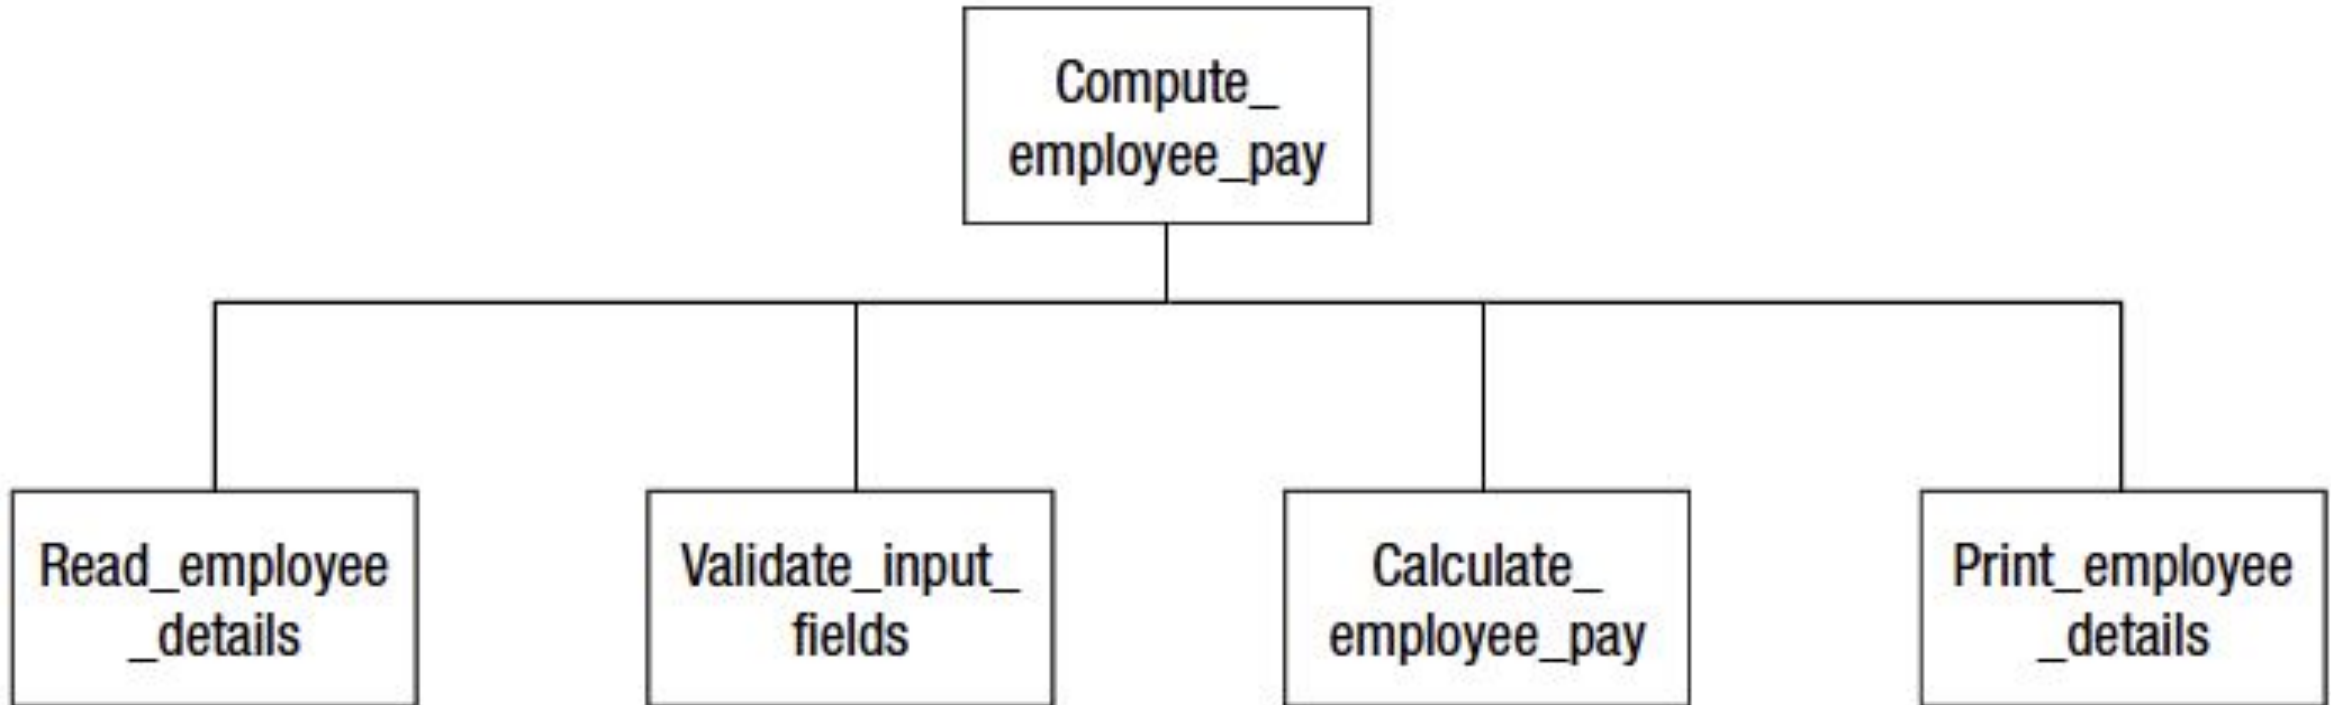 Compute_
employee_pay
Read_employee
_details
Validate_input_
fields
Calculate_
employee_pay
Print_employee
_details